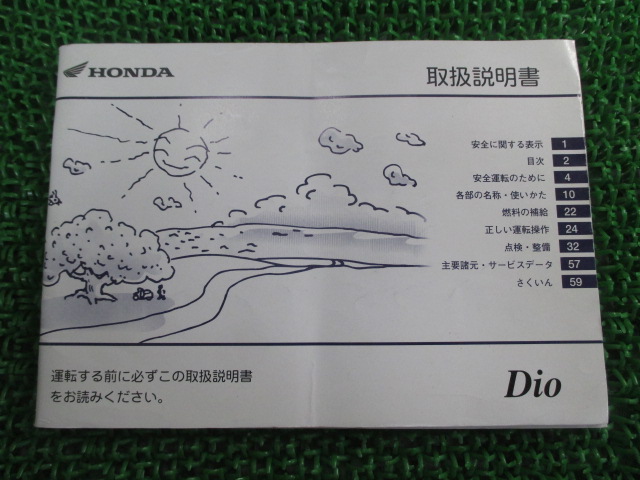 HONDA
取扱説明書
安全に関する表示 1
目次 2
安全運転のために 4
各部の名称・使いかた 10
燃料の補給 22
正しい運転操作 24
点検・整備 32
主要諸元・サービスデータ 57
さくいん 59
運転する前に必ずこの取扱説明書
をお読みください。
Dio